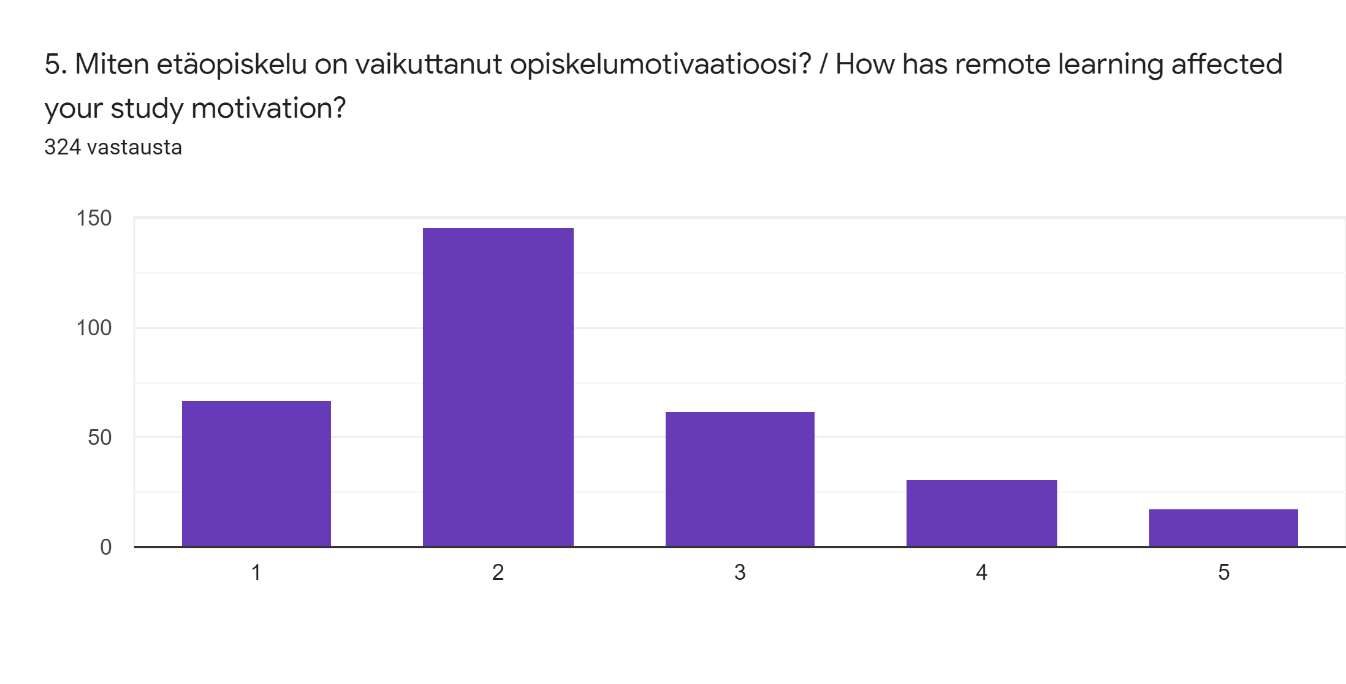 5. Miten etäopiskelu on vaikuttanut opiskelumotivaatioosi? / How has remote learning affected
your study motivation?
324 vastausta
150
100
50
0
1 2 3 4 5